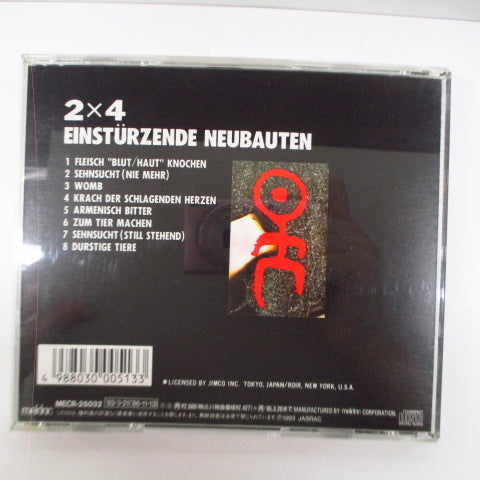 2×4
EINSTÜRZENDE NEUBAUTEN
1 FLEISCH "BLUT/HAUT" KNOCHEN
2 SEHNSUCHT (NIE MEHR)
3 WOMB
4 KRACH DER SCHLAGENDEN HERZEN
5 ARMENISCH BITTER
6 ZUM TIER MACHEN
7 SEHNSUCHT (STILL STEHEND)
8 DURSTIGE TIERE
4 988030 005133
● LICENSED BY JIMCO INC. TOKYO, JAPAN/ROIR, NEW YORK, U.S.A.
MECR-25032
MANUFACTURED BY meldac CORPORATION.
©1993 JASRAC